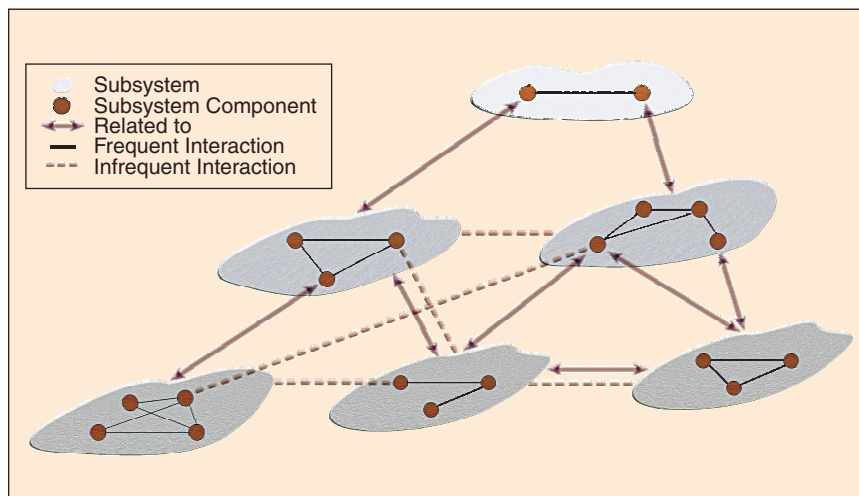 Subsystem
Subsystem Component
Related to
Frequent Interaction
Infrequent Interaction